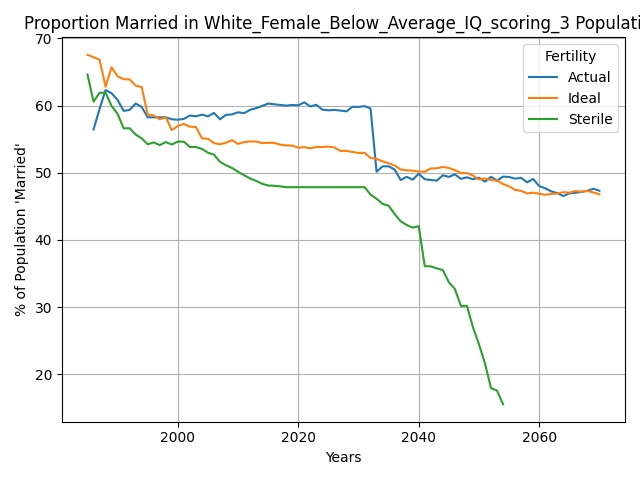 Proportion Married in White_Female_Below_Average_IQ_scoring_3 Populati
% of Population 'Married'
70
60
50
40
30
20
2000
2020
2040
2060
Years
Fertility
Actual
Ideal
Sterile